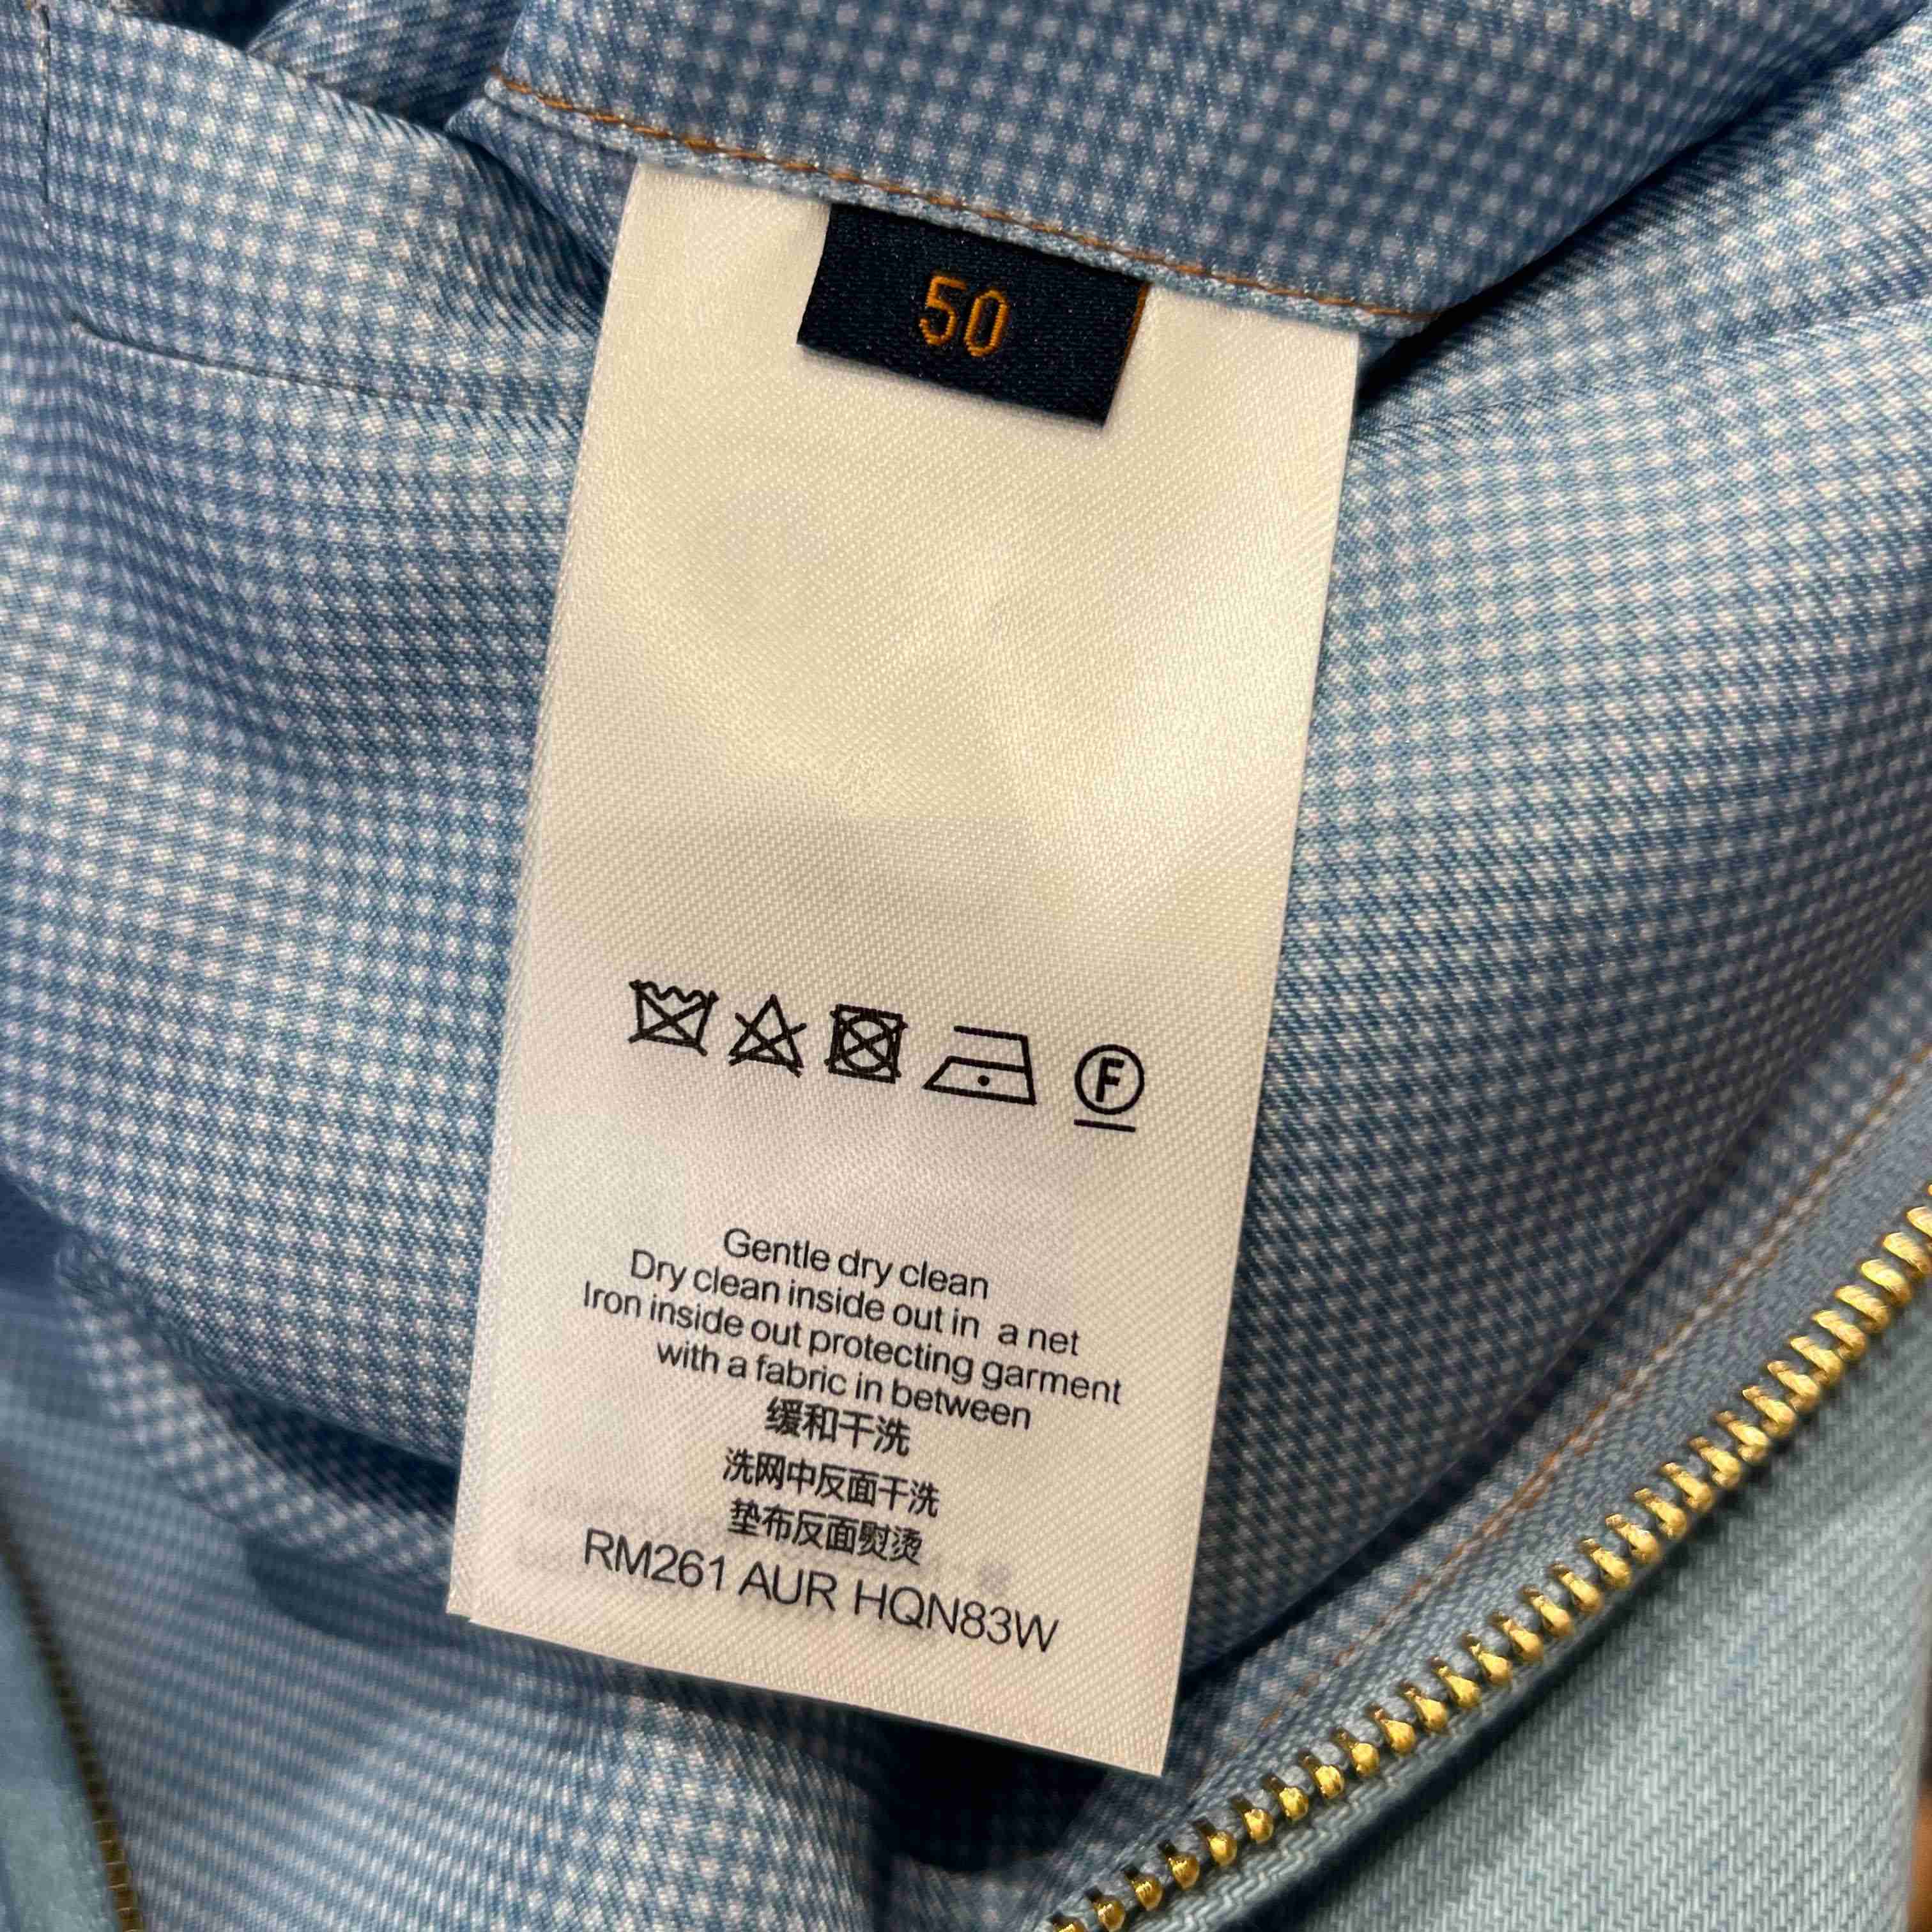 50
F
Gentle dry clean
Dry clean inside out in a net
Iron inside out protecting garment
with a fabric in between
缓和干洗
洗网中反面干洗
垫布反面熨烫
RM261 AUR HQN83W